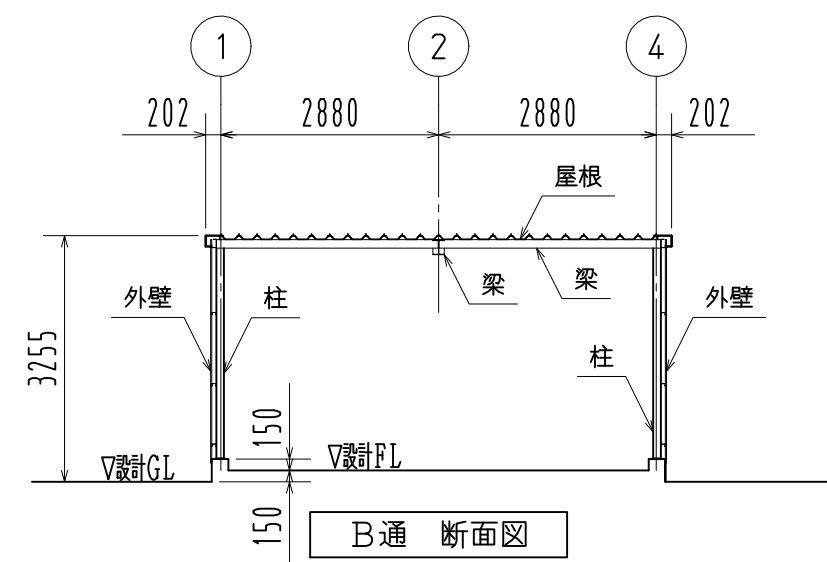 1 2 4
202 2880 2880 202
屋根
梁 梁
外壁 柱 外壁
3255
柱
150
▽設計GL ▽設計FL
150
B通 断面図